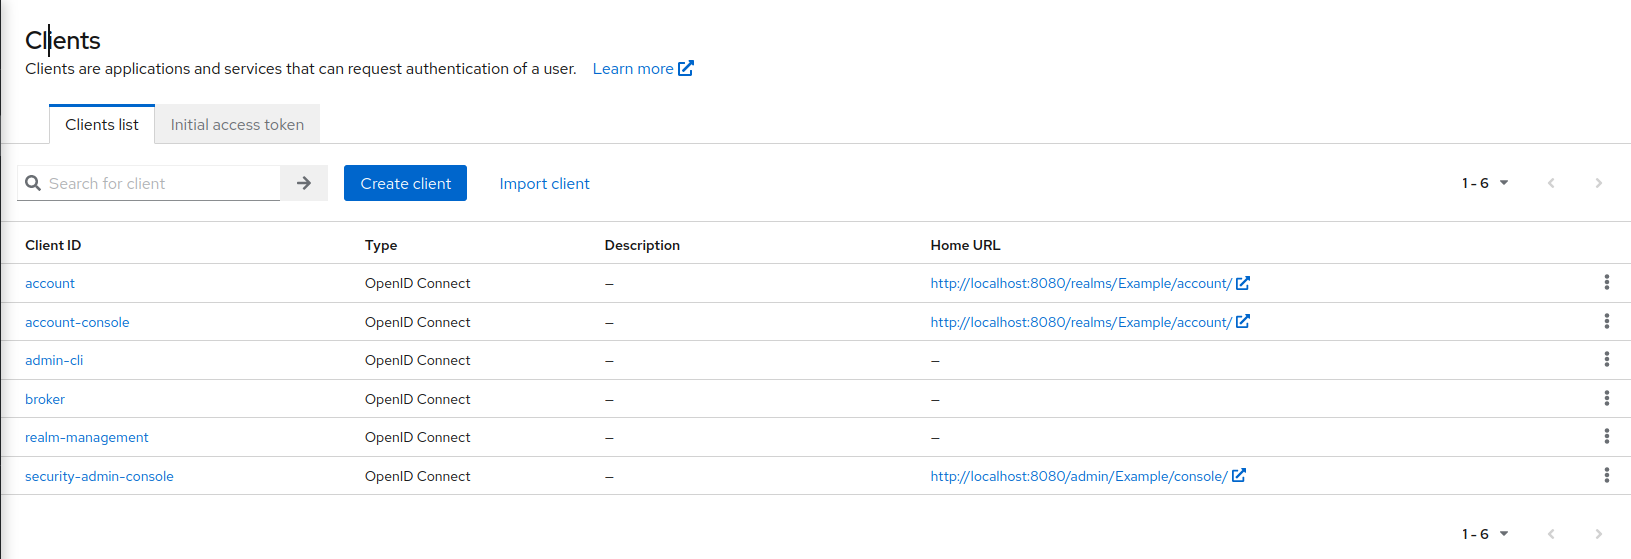 Clients
Clients are applications and services that can request authentication of a user. Learn more
Clients list Initial access token
Search for client Create client Import client 1 - 6
Client ID Type Description Home URL
account OpenID Connect – http://localhost:8080/realms/Example/account/
account-console OpenID Connect – http://localhost:8080/realms/Example/account/
admin-cli OpenID Connect – –
broker OpenID Connect – –
realm-management OpenID Connect – –
security-admin-console OpenID Connect – http://localhost:8080/admin/Example/console/
1 - 6